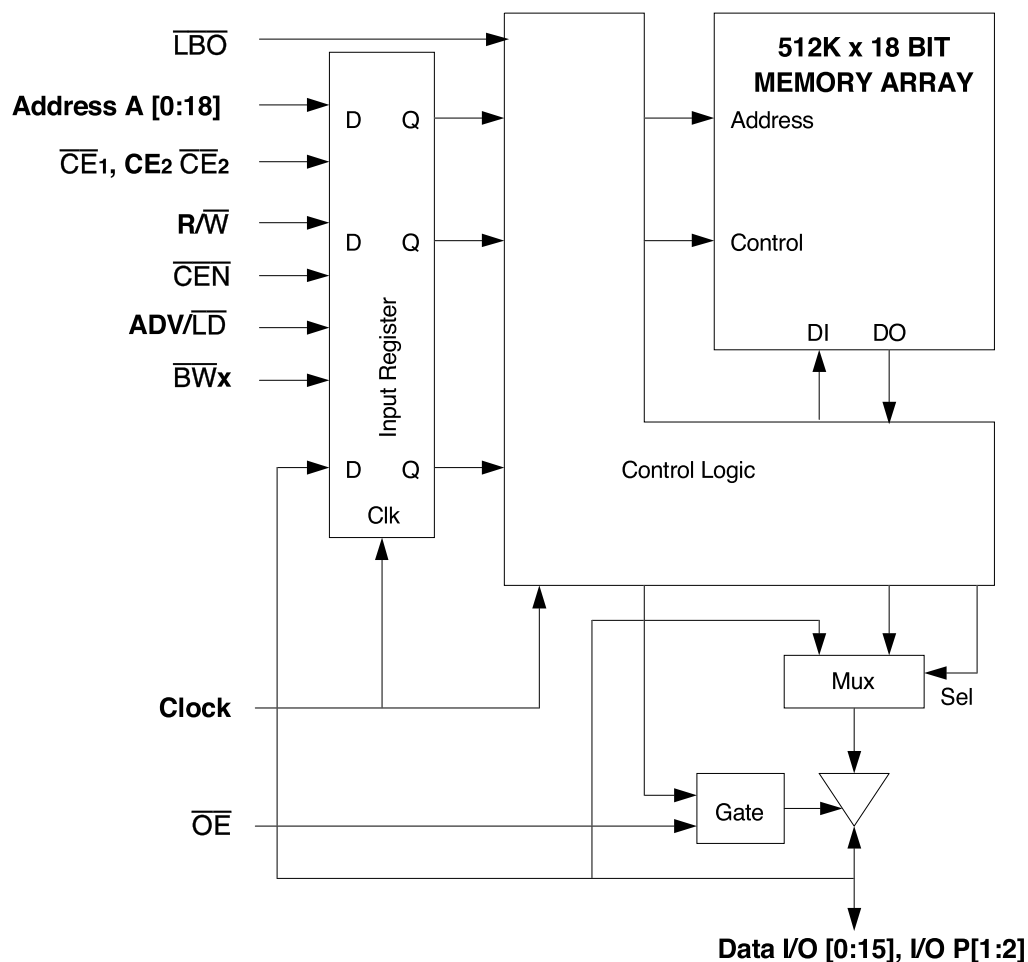 LBO
512K x 18 BIT
MEMORY ARRAY
Address A [0:18]
D Q
Address
CE1, CE2 CE2
R/W
D Q
Control
CEN
ADV/LD
Input Register
DI DO
BWx
D Q
Control Logic
Clk
Mux
Sel
Clock
Gate
OE
Data I/O [0:15], I/O P[1:2]